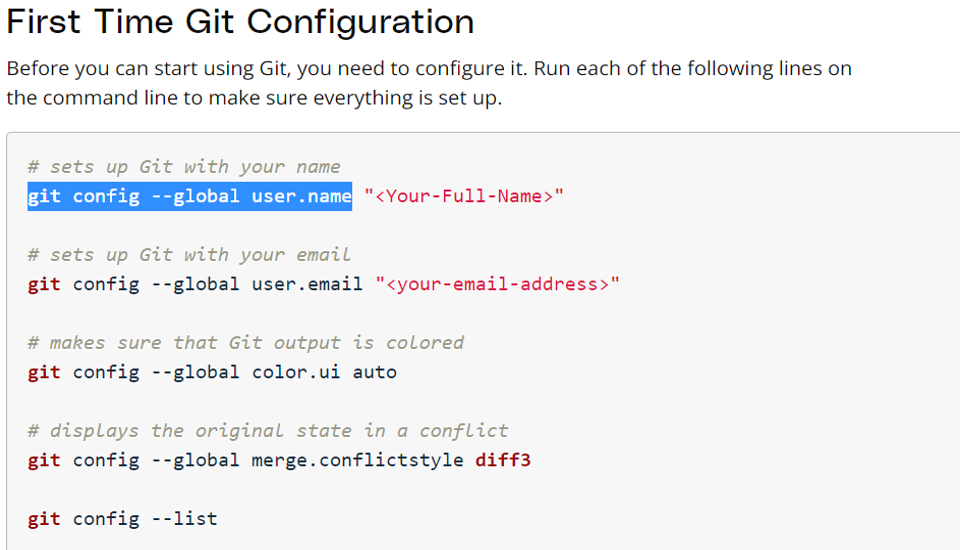 First Time Git Configuration
Before you can start using Git, you need to configure it. Run each of the following lines on
the command line to make sure everything is set up.
# sets up Git with your name
git config --global user.name "<Your-Full-Name>"
# sets up Git with your email
git config --global user.email "<your-email-address>"
# makes sure that Git output is colored
git config --global color.ui auto
# displays the original state in a conflict
git config --global merge.conflictstyle diff3
git config --list